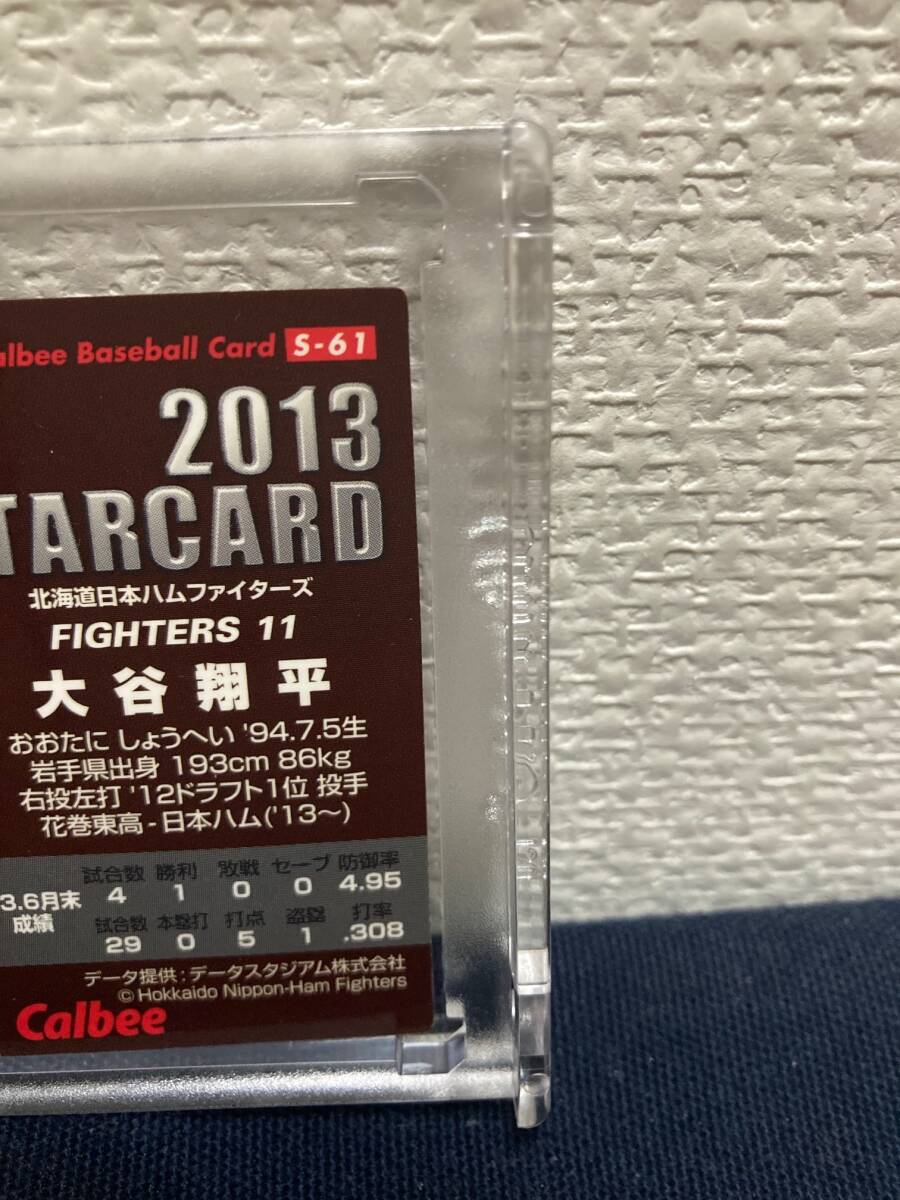 albee Baseball Card S-61
2013
TARCARD
北海道日本ハムファイターズ
FIGHTERS 11
大谷翔平
おおたに しょうへい '94.7.5生
岩手県出身 193cm 86kg
右投左打 '12ドラフト1位 投手
花巻東高-日本ハム('13〜)
3.6月末
成績
試合数 勝利 敗戦 セーブ 防御率
4 1 0 0 4.95
試合数 本塁打 打点 盗塁 打率
29 0 5 1 .308
データ提供:データスタジアム株式会社
© Hokkaido Nippon-Ham Fighters
Calbee